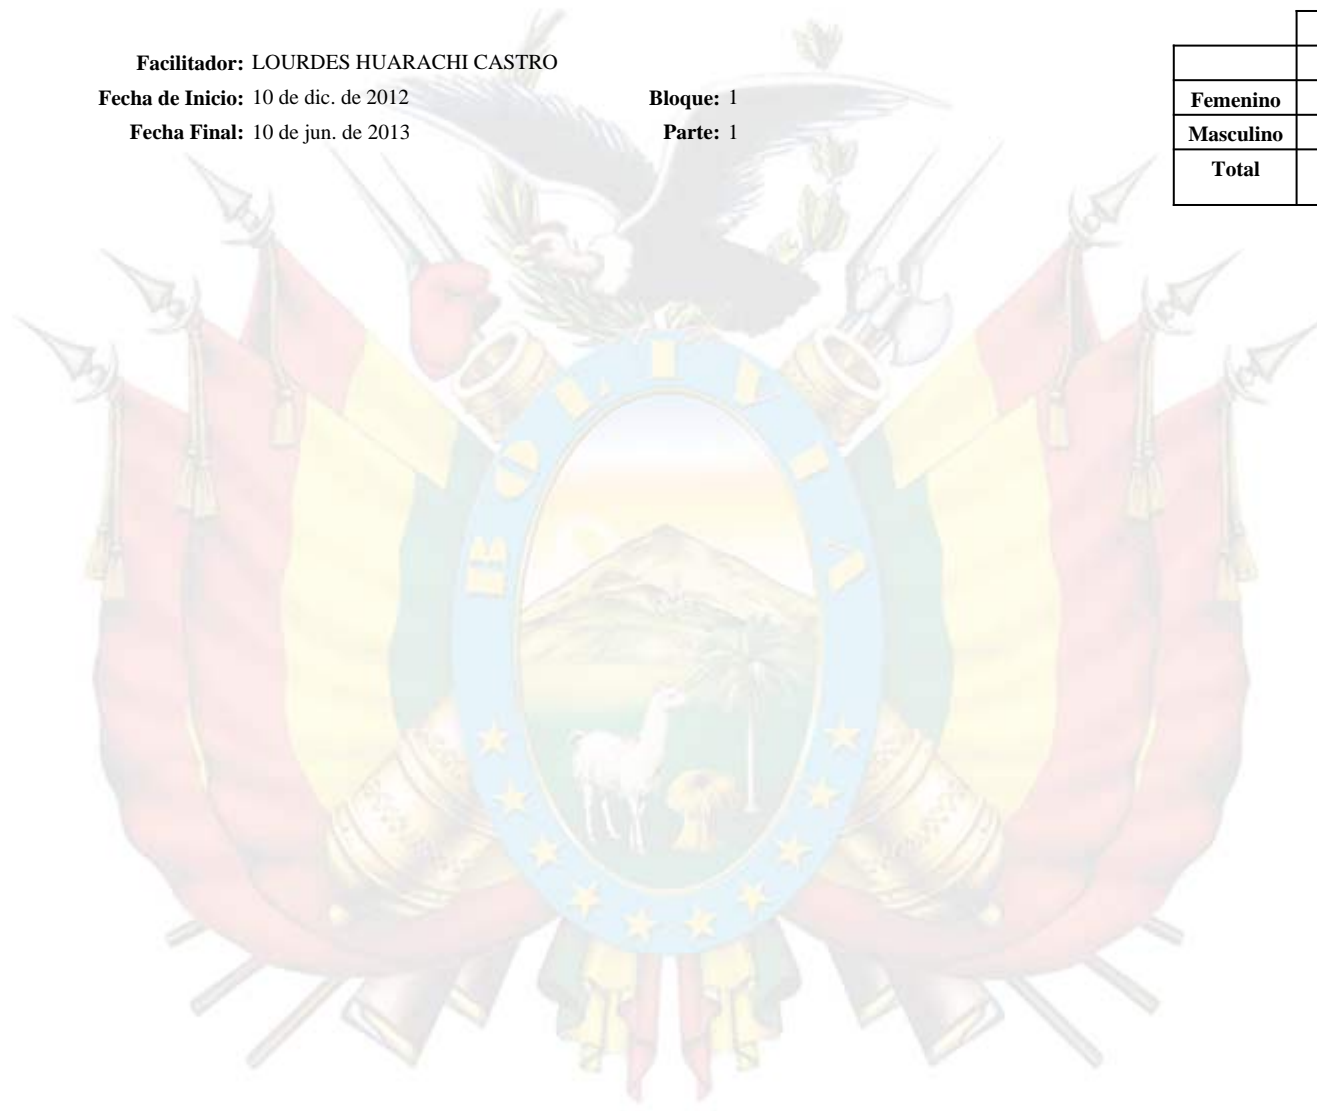 Facilitador: LOURDES HUARACHI CASTRO
Fecha de Inicio: 10 de dic. de 2012 Bloque: 1
Fecha Final: 10 de jun. de 2013 Parte: 1
Femenino
Masculino
Total
BOLIVIA